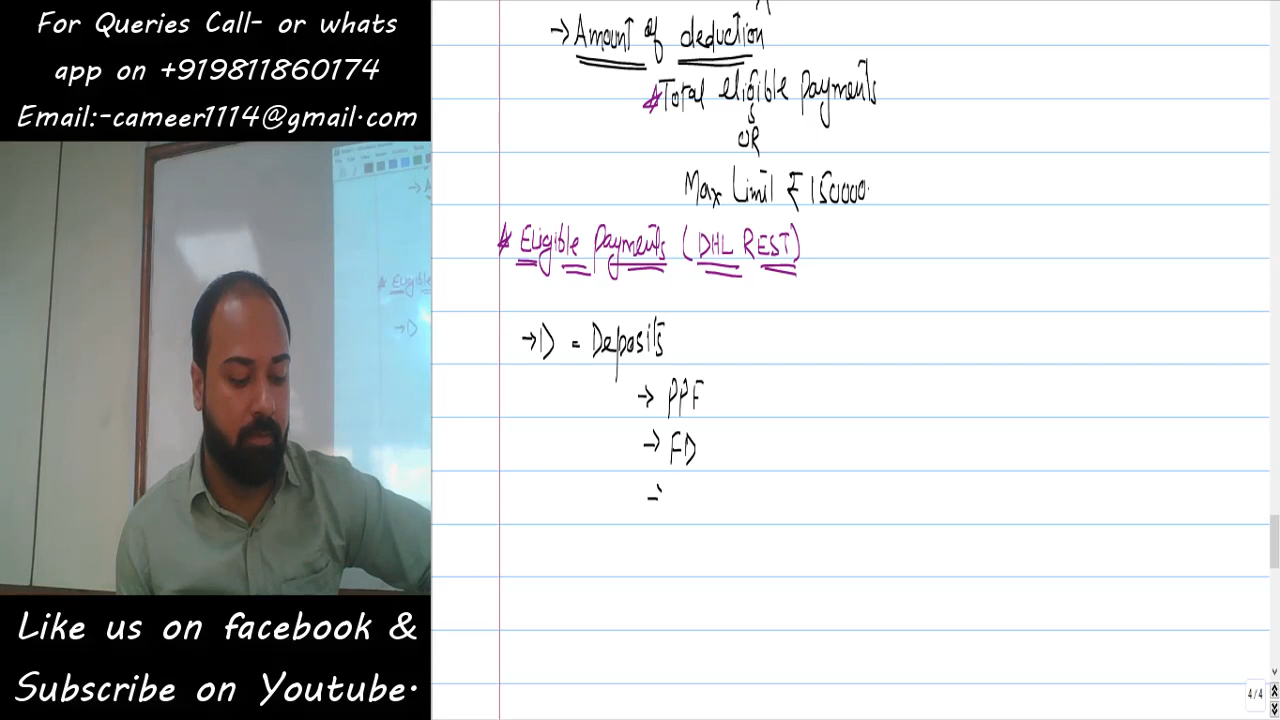 For Queries Call- or whats
app on +919811860174
Email:-cameer1114@gmail.com
→ Amount of deduction
* Total eligible payments
OR
Max Limit ₹ 150000.
* Eligible Payments (DHL REST)
→ D = Deposits
→ PPF
→ FD
→
Like us on facebook &
Subscribe on Youtube.
4/4